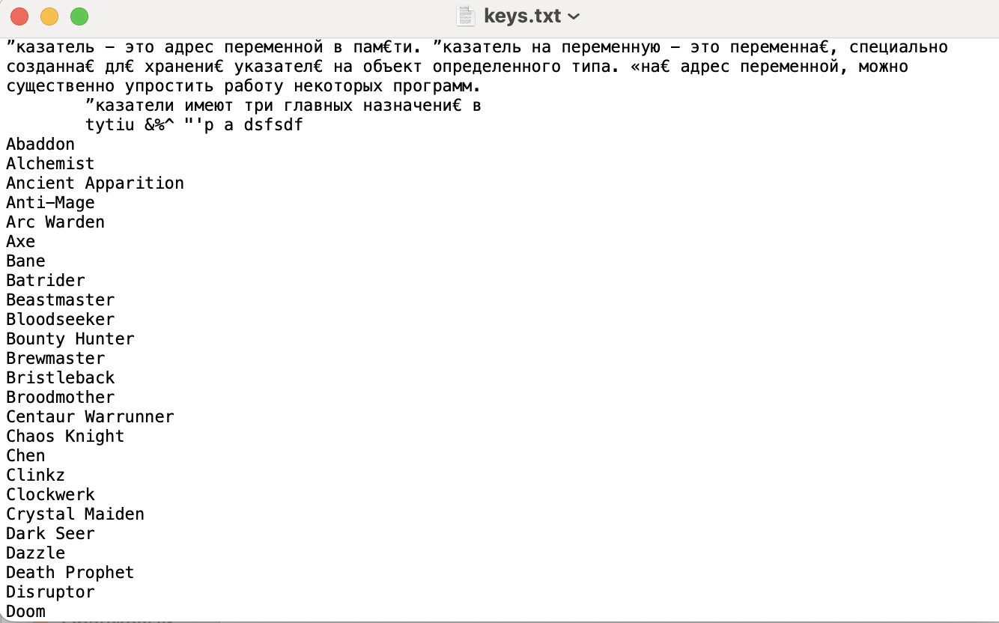 keys.txt
”казатель – это адрес переменной в пам€ти. ”казатель на переменную – это переменна€, специально
созданна€ дл€ хранени€ указател€ на объект определенного типа. «на€ адрес переменной, можно
существенно упростить работу некоторых программ.
”казатели имеют три главных назначени€ в
tytiu &%^ "'p a dsfsdf
Abaddon
Alchemist
Ancient Apparition
Anti–Mage
Arc Warden
Axe
Bane
Batrider
Beastmaster
Bloodseeker
Bounty Hunter
Brewmaster
Bristleback
Broodmother
Centaur Warrunner
Chaos Knight
Chen
Clinkz
Clockwerk
Crystal Maiden
Dark Seer
Dazzle
Death Prophet
Disruptor
Doom